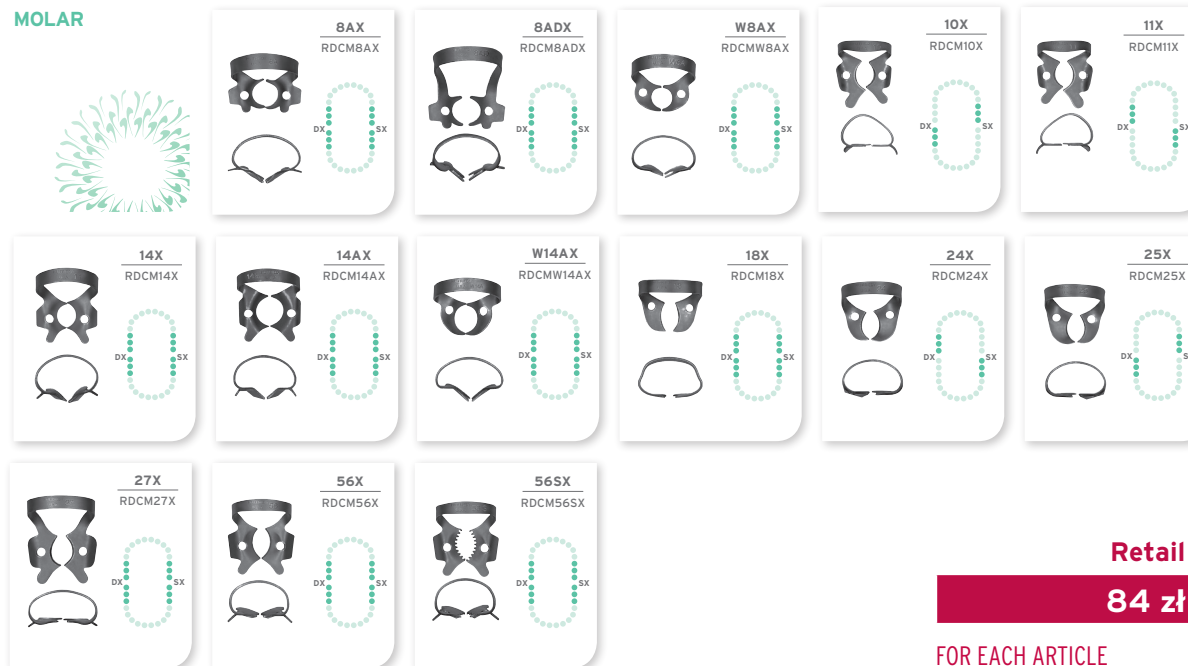 MOLAR
8AX
RDCM8AX
DX
SX
8ADX
RDCM8ADX
DX
SX
W8AX
RDCMW8AX
DX
SX
10X
RDCM10X
DX
SX
11X
RDCM11X
DX
SX
14X
RDCM14X
DX
SX
14AX
RDCM14AX
DX
SX
W14AX
RDCMW14AX
DX
SX
18X
RDCM18X
DX
SX
24X
RDCM24X
DX
SX
25X
RDCM25X
DX
27X
RDCM27X
DX
SX
56X
RDCM56X
DX
SX
56SX
RDCM56SX
DX
SX
Retail
84 zł
FOR EACH ARTICLE